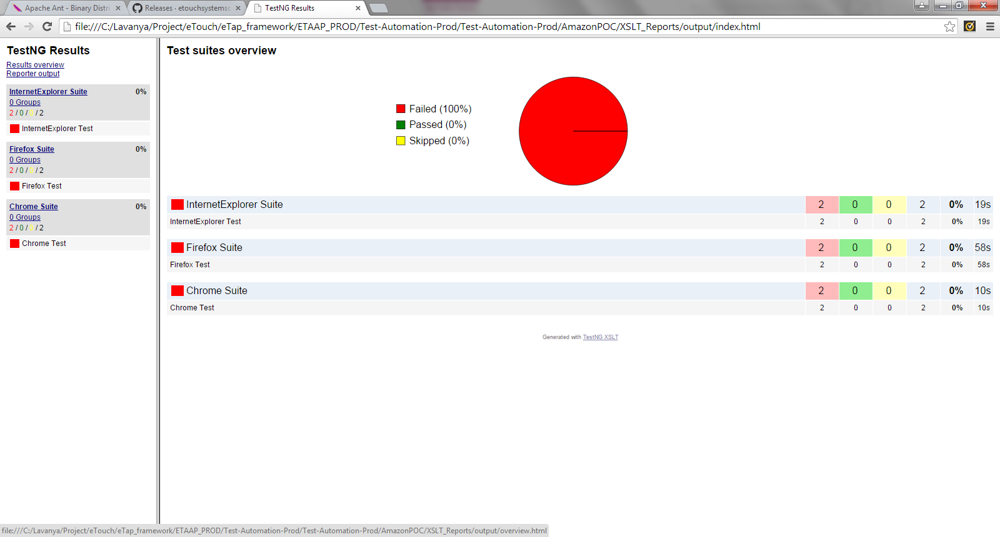 Apache Ant - Binary Distri
Releases · etouchsystemsc
TestNG Results
file:///C:/Lavanya/Project/eTouch/eTap_framework/ETAAP_PROD/Test-Automation-Prod/Test-Automation-Prod/AmazonPOC/XSLT_Reports/output/index.html
TestNG Results
Results overview
Reporter output
InternetExplorer Suite 0%
0 Groups
2 / 0 / 0 / 2
InternetExplorer Test
Firefox Suite 0%
0 Groups
2 / 0 / 0 / 2
Firefox Test
Chrome Suite 0%
0 Groups
2 / 0 / 0 / 2
Chrome Test
Test suites overview
Failed (100%)
Passed (0%)
Skipped (0%)
InternetExplorer Suite 2 0 0 2 0% 19s
InternetExplorer Test 2 0 0 2 0% 19s
Firefox Suite 2 0 0 2 0% 58s
Firefox Test 2 0 0 2 0% 58s
Chrome Suite 2 0 0 2 0% 10s
Chrome Test 2 0 0 2 0% 10s
Generated with TestNG XSLT
file:///C:/Lavanya/Project/eTouch/eTap_framework/ETAAP_PROD/Test-Automation-Prod/Test-Automation-Prod/AmazonPOC/XSLT_Reports/output/overview.html